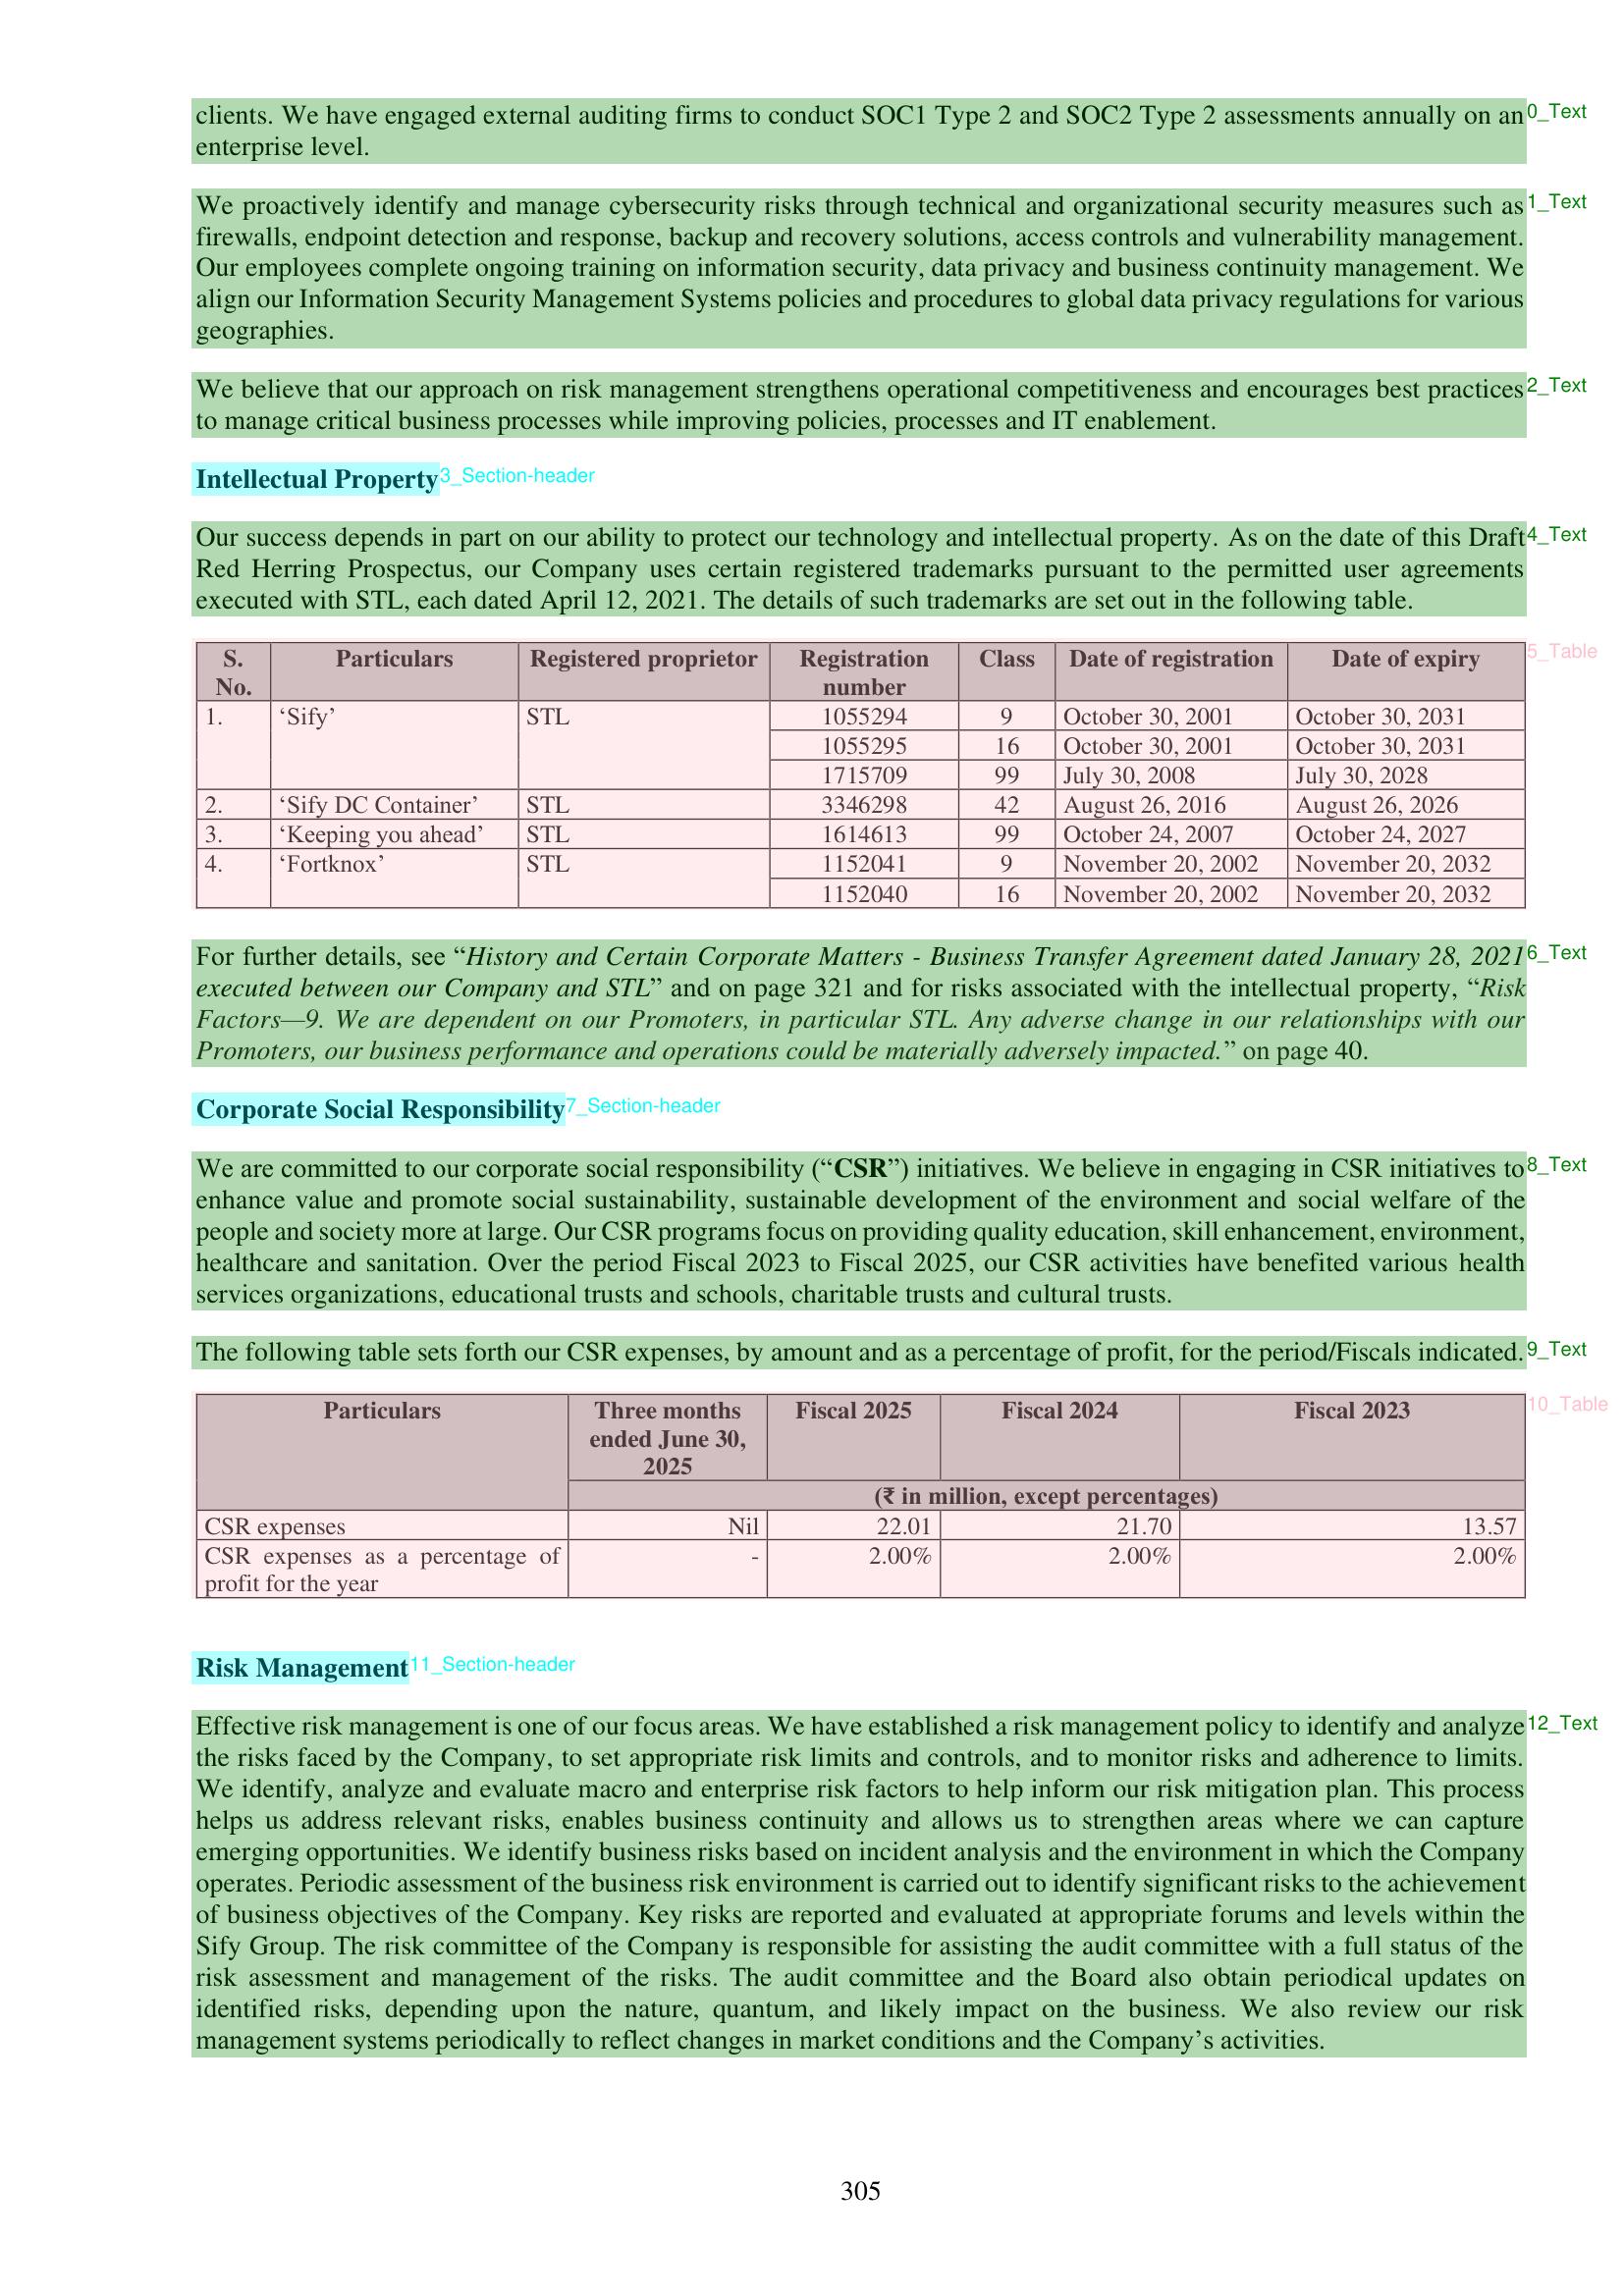 clients. We have engaged external auditing firms to conduct SOC1 Type 2 and SOC2 Type 2 assessments annually on an 0_Text
enterprise level.
We proactively identify and manage cybersecurity risks through technical and organizational security measures such as 1_Text
firewalls, endpoint detection and response, backup and recovery solutions, access controls and vulnerability management.
Our employees complete ongoing training on information security, data privacy and business continuity management. We
align our Information Security Management Systems policies and procedures to global data privacy regulations for various
geographies.
We believe that our approach on risk management strengthens operational competitiveness and encourages best practices 2_Text
to manage critical business processes while improving policies, processes and IT enablement.
Intellectual Property 3_Section-header
Our success depends in part on our ability to protect our technology and intellectual property. As on the date of this Draft 4_Text
Red Herring Prospectus, our Company uses certain registered trademarks pursuant to the permitted user agreements
executed with STL, each dated April 12, 2021. The details of such trademarks are set out in the following table.
S. No. Particulars Registered proprietor Registration number Class Date of registration Date of expiry 5_Table
1. ‘Sify’ STL 1055294 9 October 30, 2001 October 30, 2031
1055295 16 October 30, 2001 October 30, 2031
1715709 99 July 30, 2008 July 30, 2028
2. ‘Sify DC Container’ STL 3346298 42 August 26, 2016 August 26, 2026
3. ‘Keeping you ahead’ STL 1614613 99 October 24, 2007 October 24, 2027
4. ‘Fortknox’ STL 1152041 9 November 20, 2002 November 20, 2032
1152040 16 November 20, 2002 November 20, 2032
For further details, see “History and Certain Corporate Matters - Business Transfer Agreement dated January 28, 2021 6_Text
executed between our Company and STL” and on page 321 and for risks associated with the intellectual property, “Risk
Factors—9. We are dependent on our Promoters, in particular STL. Any adverse change in our relationships with our
Promoters, our business performance and operations could be materially adversely impacted.” on page 40.
Corporate Social Responsibility 7_Section-header
We are committed to our corporate social responsibility (“CSR”) initiatives. We believe in engaging in CSR initiatives to 8_Text
enhance value and promote social sustainability, sustainable development of the environment and social welfare of the
people and society more at large. Our CSR programs focus on providing quality education, skill enhancement, environment,
healthcare and sanitation. Over the period Fiscal 2023 to Fiscal 2025, our CSR activities have benefited various health
services organizations, educational trusts and schools, charitable trusts and cultural trusts.
The following table sets forth our CSR expenses, by amount and as a percentage of profit, for the period/Fiscals indicated. 9_Text
Particulars Three months ended June 30, 2025 Fiscal 2025 Fiscal 2024 Fiscal 2023 10_Table
(₹ in million, except percentages)
CSR expenses Nil 22.01 21.70 13.57
CSR expenses as a percentage of profit for the year - 2.00% 2.00% 2.00%
Risk Management 11_Section-header
Effective risk management is one of our focus areas. We have established a risk management policy to identify and analyze 12_Text
the risks faced by the Company, to set appropriate risk limits and controls, and to monitor risks and adherence to limits.
We identify, analyze and evaluate macro and enterprise risk factors to help inform our risk mitigation plan. This process
helps us address relevant risks, enables business continuity and allows us to strengthen areas where we can capture
emerging opportunities. We identify business risks based on incident analysis and the environment in which the Company
operates. Periodic assessment of the business risk environment is carried out to identify significant risks to the achievement
of business objectives of the Company. Key risks are reported and evaluated at appropriate forums and levels within the
Sify Group. The risk committee of the Company is responsible for assisting the audit committee with a full status of the
risk assessment and management of the risks. The audit committee and the Board also obtain periodical updates on
identified risks, depending upon the nature, quantum, and likely impact on the business. We also review our risk
management systems periodically to reflect changes in market conditions and the Company’s activities.
305